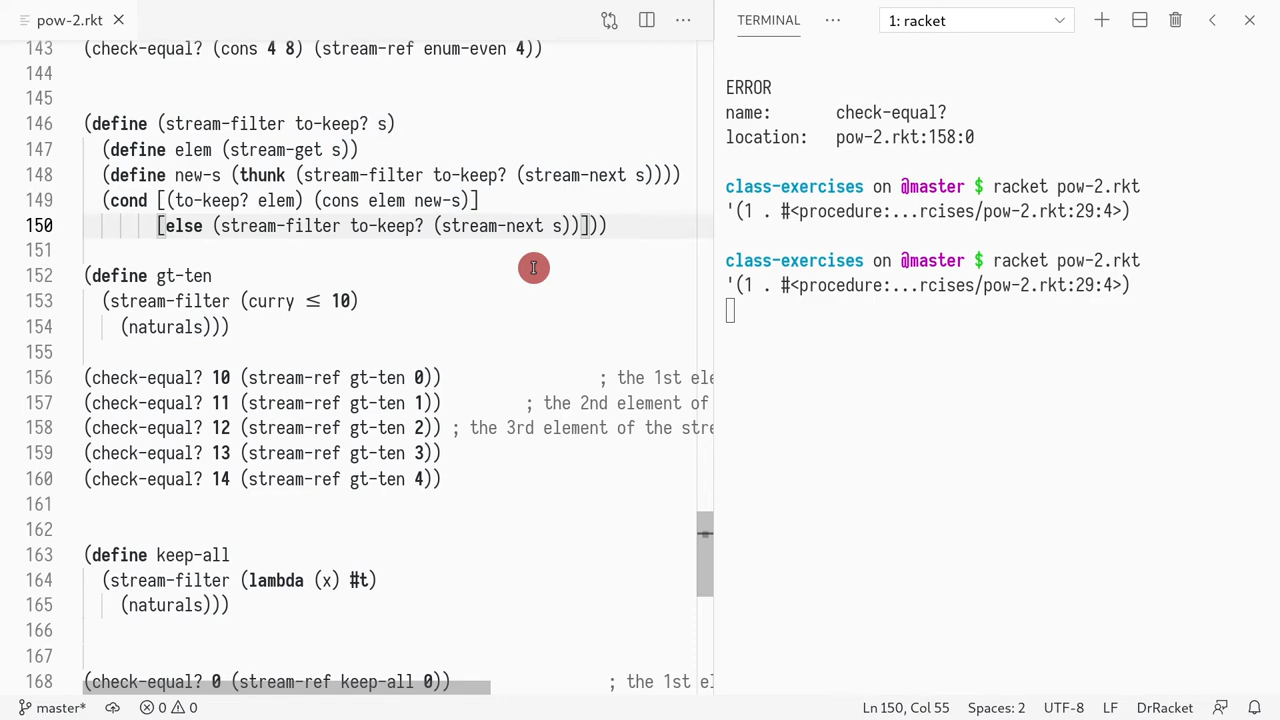 pow-2.rkt
TERMINAL
1: racket
143 (check-equal? (cons 4 8) (stream-ref enum-even 4))
144
145
146 (define (stream-filter to-keep? s)
147 (define elem (stream-get s))
148 (define new-s (thunk (stream-filter to-keep? (stream-next s))))
149 (cond [(to-keep? elem) (cons elem new-s)]
150 [else (stream-filter to-keep? (stream-next s))]))
151
152 (define gt-ten
153 (stream-filter (curry ≤ 10)
154 (naturals)))
155
156 (check-equal? 10 (stream-ref gt-ten 0)) ; the 1st ele
157 (check-equal? 11 (stream-ref gt-ten 1)) ; the 2nd element of
158 (check-equal? 12 (stream-ref gt-ten 2)) ; the 3rd element of the stre
159 (check-equal? 13 (stream-ref gt-ten 3))
160 (check-equal? 14 (stream-ref gt-ten 4))
161
162
163 (define keep-all
164 (stream-filter (lambda (x) #t)
165 (naturals)))
166
167
168 (check-equal? 0 (stream-ref keep-all 0)) ; the 1st el
ERROR
name: check-equal?
location: pow-2.rkt:158:0
class-exercises on @master $ racket pow-2.rkt
'(1 . #<procedure:...rcises/pow-2.rkt:29:4>)
class-exercises on @master $ racket pow-2.rkt
'(1 . #<procedure:...rcises/pow-2.rkt:29:4>)
master* 0 0 Ln 150, Col 55 Spaces: 2 UTF-8 LF DrRacket